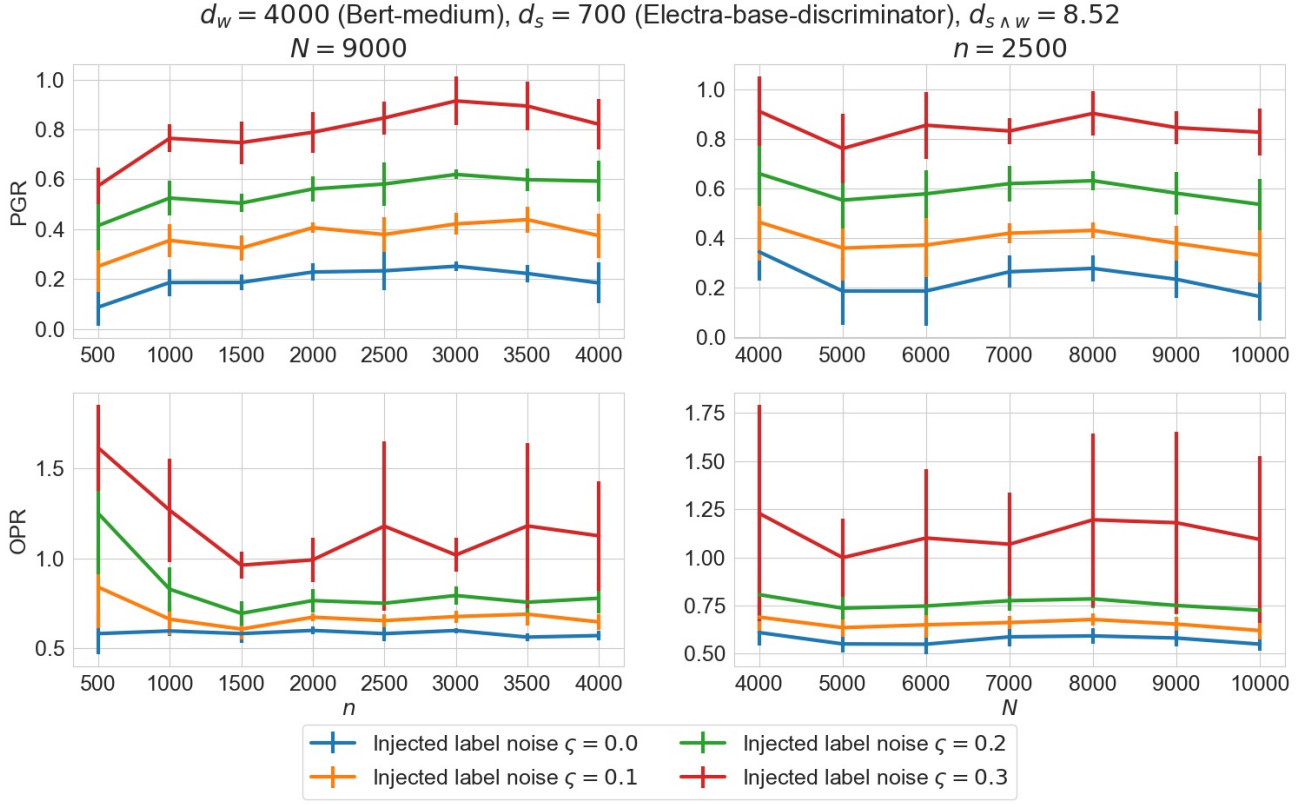 d_w = 4000 (Bert-medium), d_s = 700 (Electra-base-discriminator), d_{s∧w} = 8.52
N = 9000
n = 2500
PGR
1.0
0.8
0.6
0.4
0.2
0.0
500 1000 1500 2000 2500 3000 3500 4000
1.0
0.8
0.6
0.4
0.2
0.0
4000 5000 6000 7000 8000 9000 10000
OPR
1.5
1.0
0.5
500 1000 1500 2000 2500 3000 3500 4000
n
1.75
1.50
1.25
1.00
0.75
0.50
4000 5000 6000 7000 8000 9000 10000
N
Injected label noise ς = 0.0
Injected label noise ς = 0.1
Injected label noise ς = 0.2
Injected label noise ς = 0.3